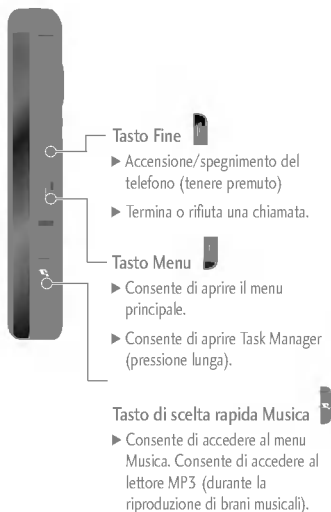 Tasto Fine
► Accensione/spegnimento del
telefono (tenere premuto)
► Termina o rifiuta una chiamata.
Tasto Menu
► Consente di aprire il menu
principale.
► Consente di aprire Task Manager
(pressione lunga).
Tasto di scelta rapida Musica
► Consente di accedere al menu
Musica. Consente di accedere al
lettore MP3 (durante la
riproduzione di brani musicali).